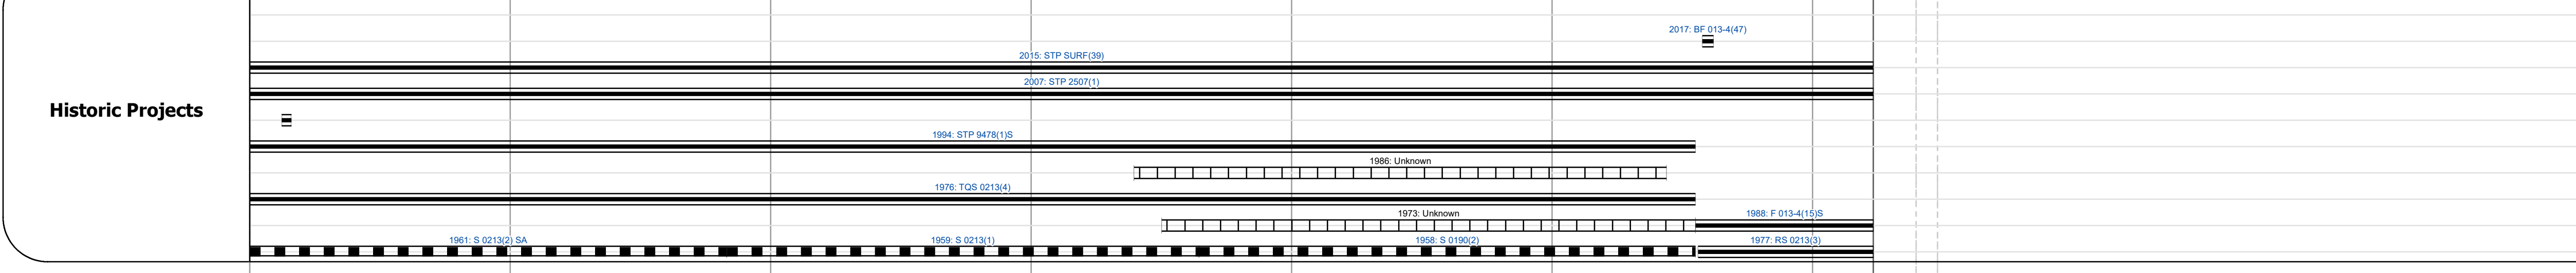 2017: BF 013-4(47)
2015: STP SURF(39)
2007: STP 2507(1)
Historic Projects
1994: STP 9478(1)S
1986: Unknown
1976: TQS 0213(4)
1973: Unknown
1988: F 013-4(15)S
1961: S 0213(2) SA
1959: S 0213(1)
1958: S 0190(2)
1977: RS 0213(3)